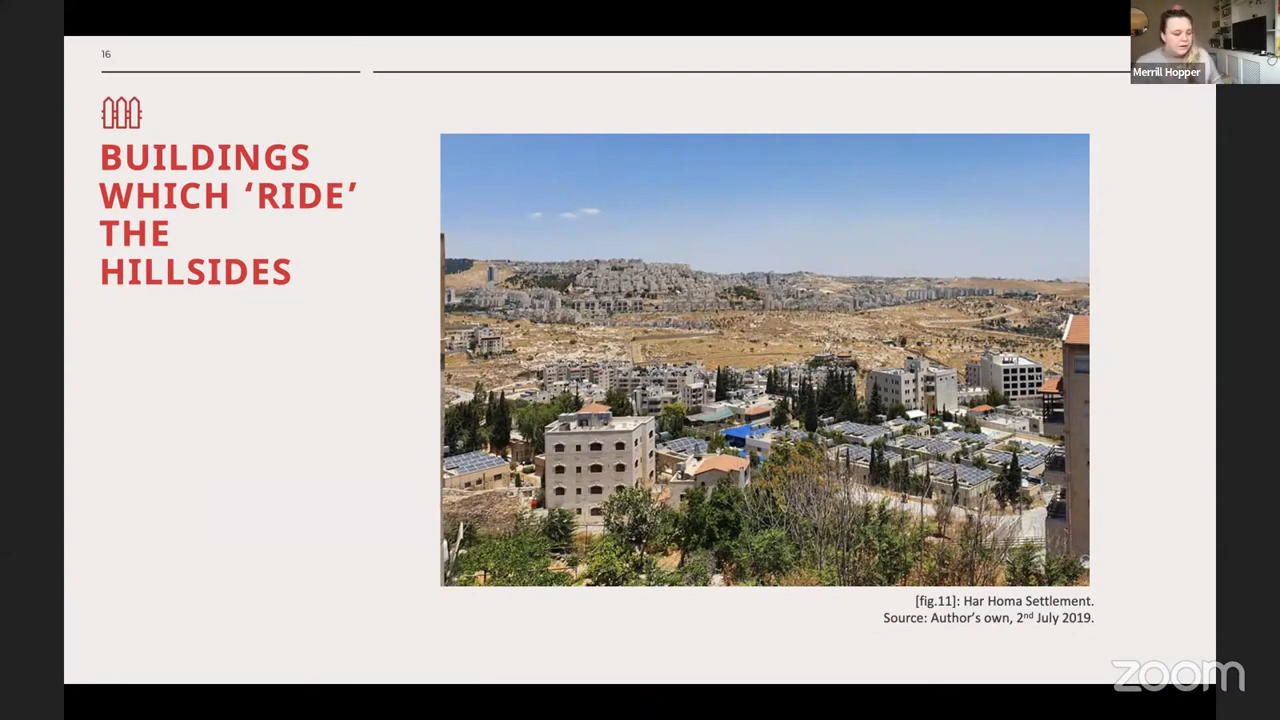 16
BUILDINGS
WHICH ‘RIDE’
THE
HILLSIDES
[fig.11]: Har Homa Settlement.
Source: Author’s own, 2nd July 2019.
Merrill Hopper
zoom